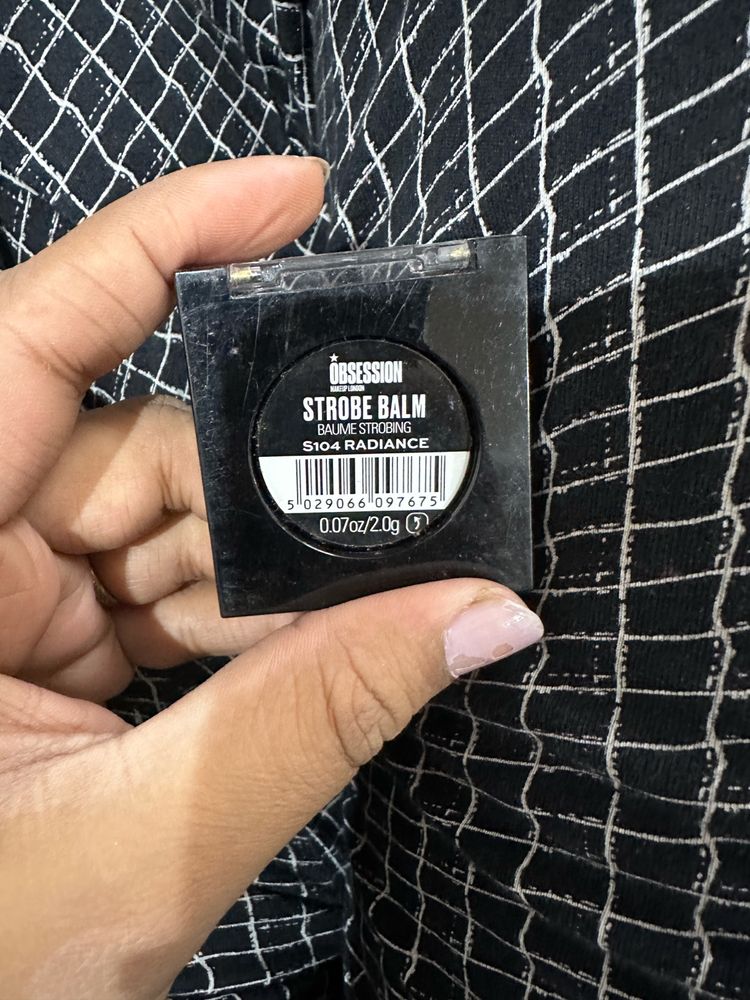 OBSESSION
MAKEUP LONDON
STROBE BALM
BAUME STROBING
S104 RADIANCE
5 029066 097675
0.07oz/2.0g